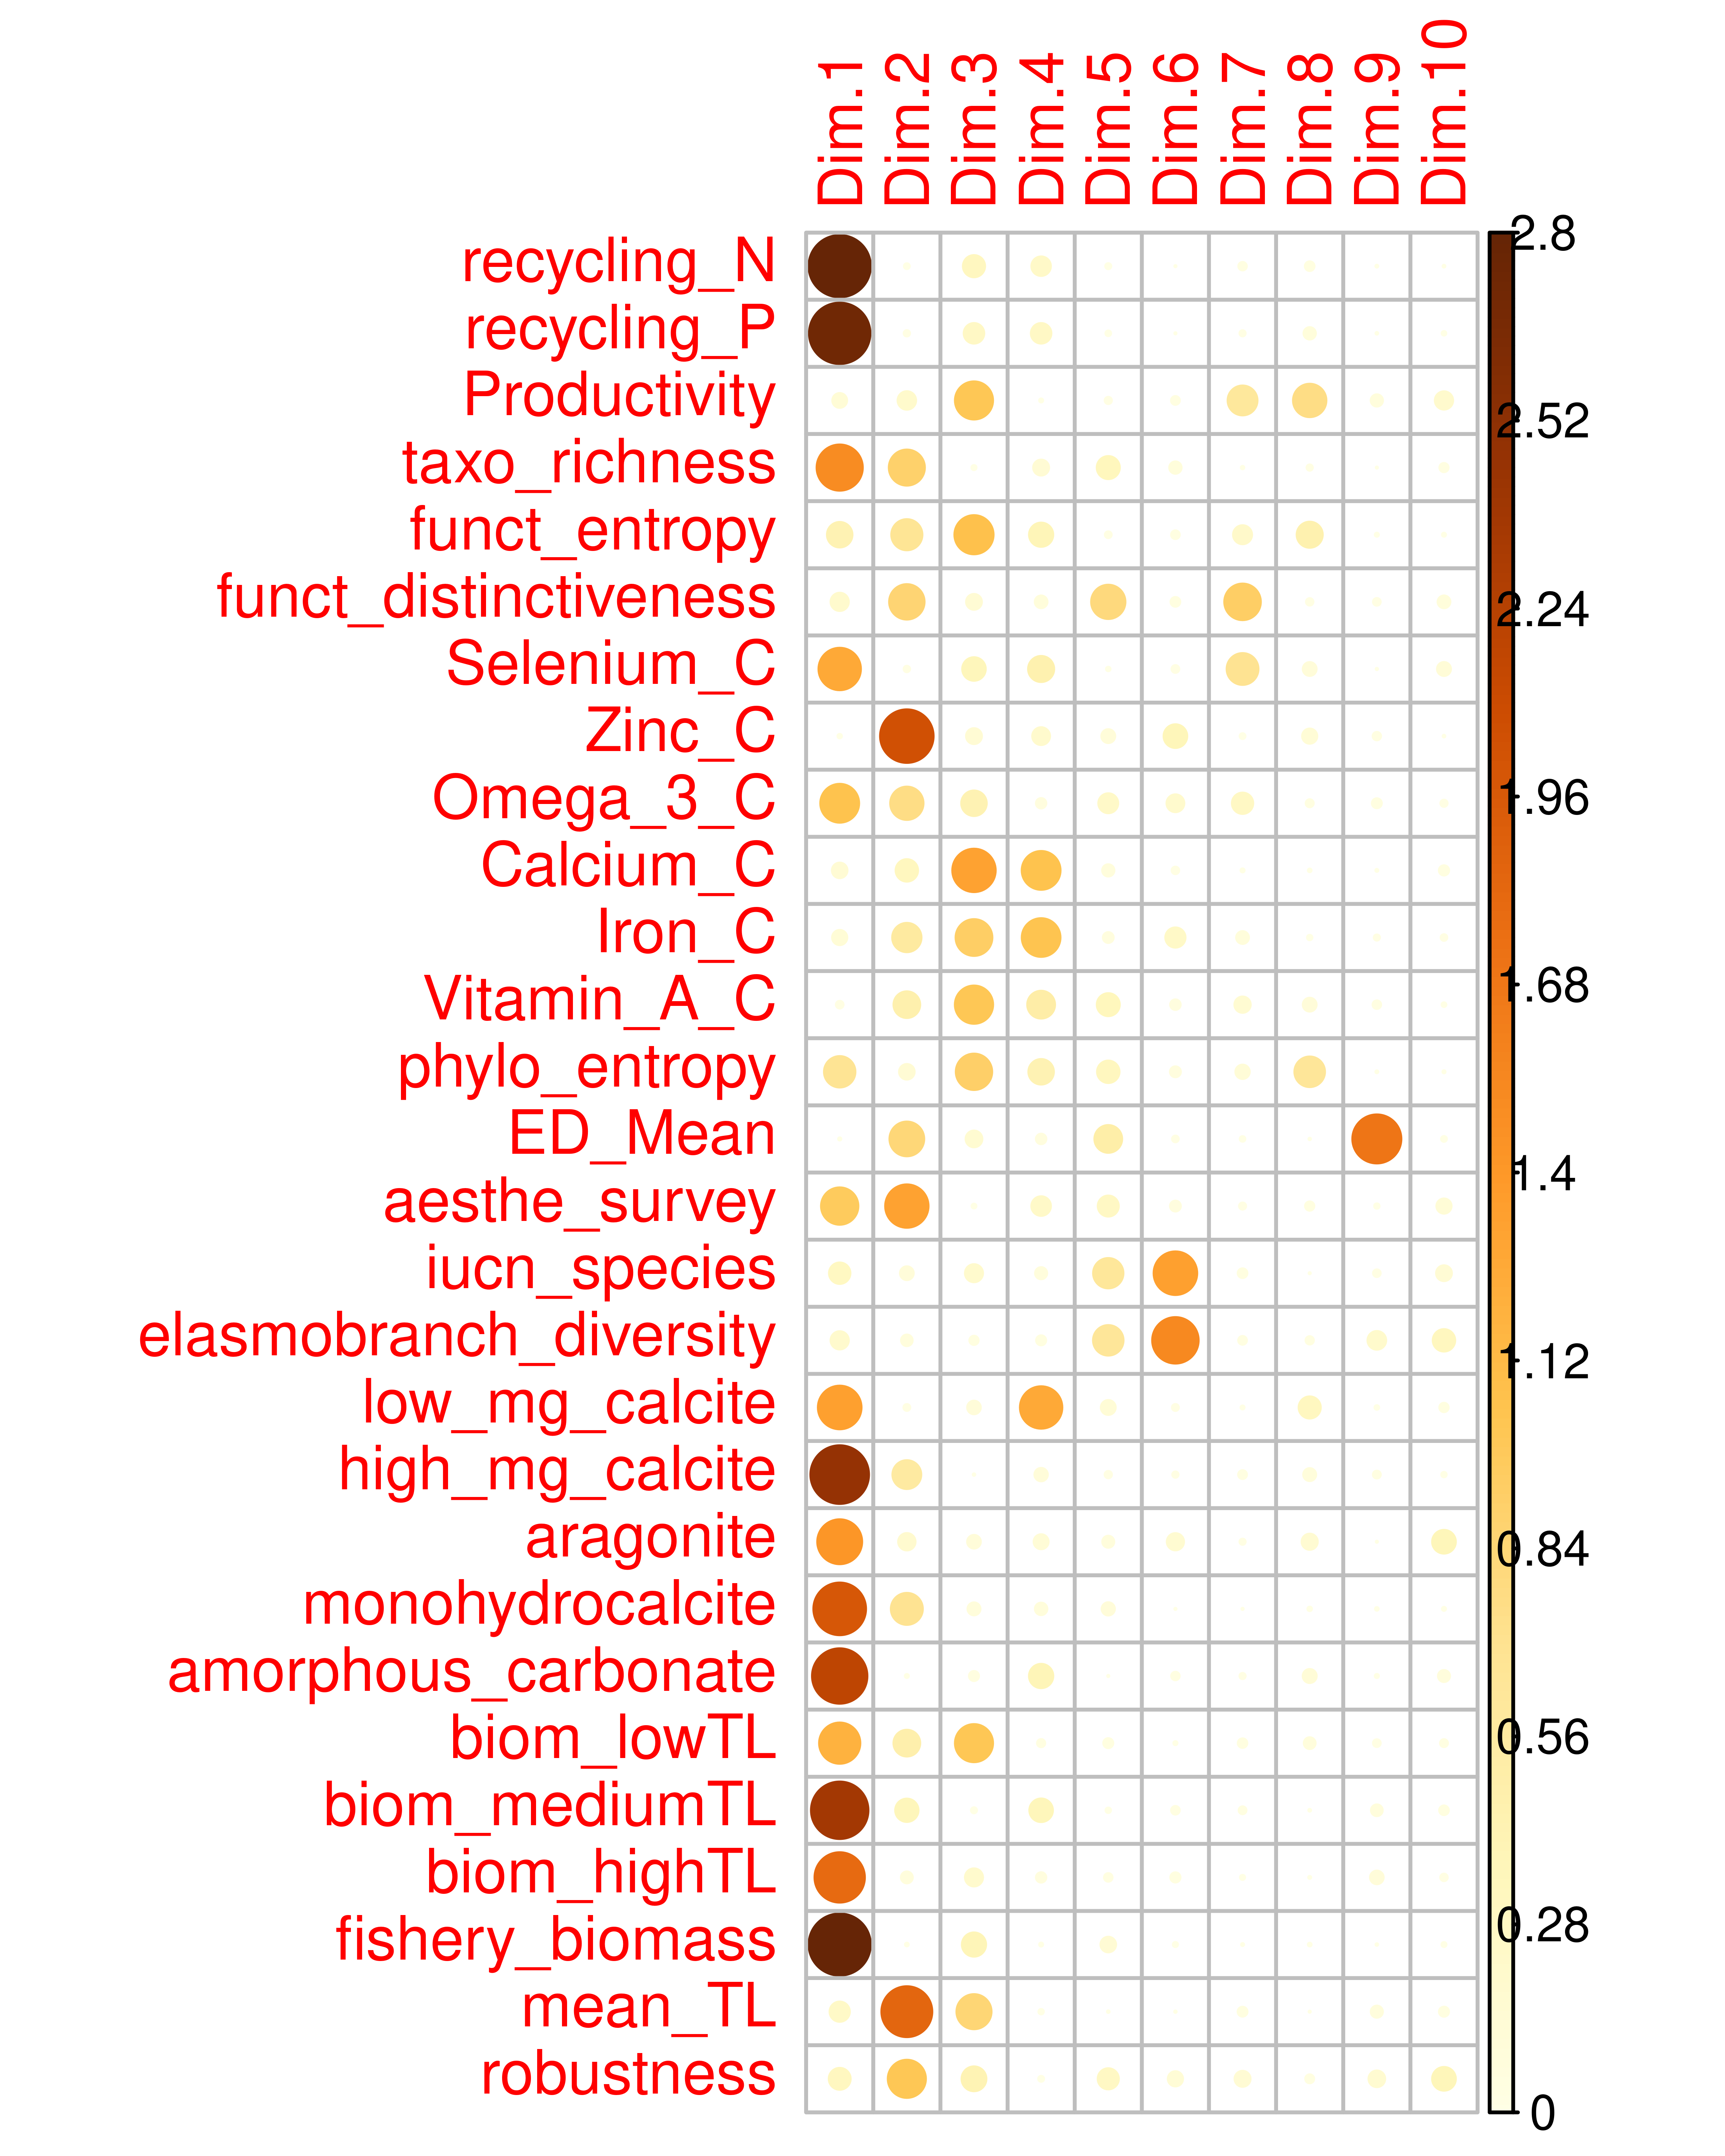 Dim.1
Dim.2
Dim.3
Dim.4
Dim.5
Dim.6
Dim.7
Dim.8
Dim.9
Dim.10
recycling_N
recycling_P
Productivity
taxo_richness
funct_entropy
funct_distinctiveness
Selenium_C
Zinc_C
Omega_3_C
Calcium_C
Iron_C
Vitamin_A_C
phylo_entropy
ED_Mean
aesthe_survey
iucn_species
elasmobranch_diversity
low_mg_calcite
high_mg_calcite
aragonite
monohydrocalcite
amorphous_carbonate
biom_lowTL
biom_mediumTL
biom_highTL
fishery_biomass
mean_TL
robustness
2.8
2.52
2.24
1.96
1.68
1.4
1.12
0.84
0.56
0.28
0